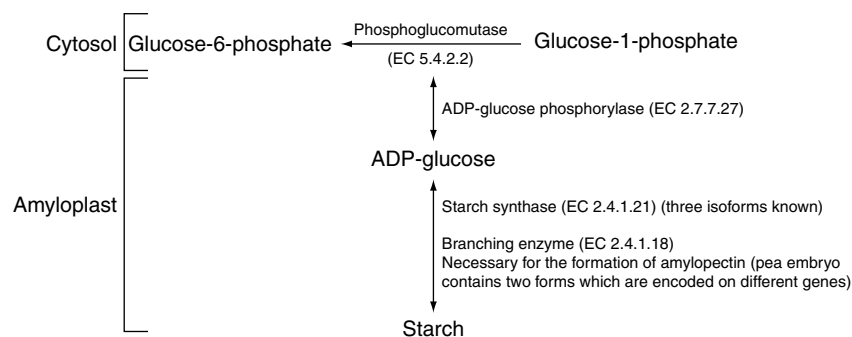 Phosphoglucomutase
Cytosol Glucose-6-phosphate Glucose-1-phosphate
(EC 5.4.2.2)
ADP-glucose phosphorylase (EC 2.7.7.27)
ADP-glucose
Amyloplast
Starch synthase (EC 2.4.1.21) (three isoforms known)
Branching enzyme (EC 2.4.1.18)
Necessary for the formation of amylopectin (pea embryo
contains two forms which are encoded on different genes)
Starch